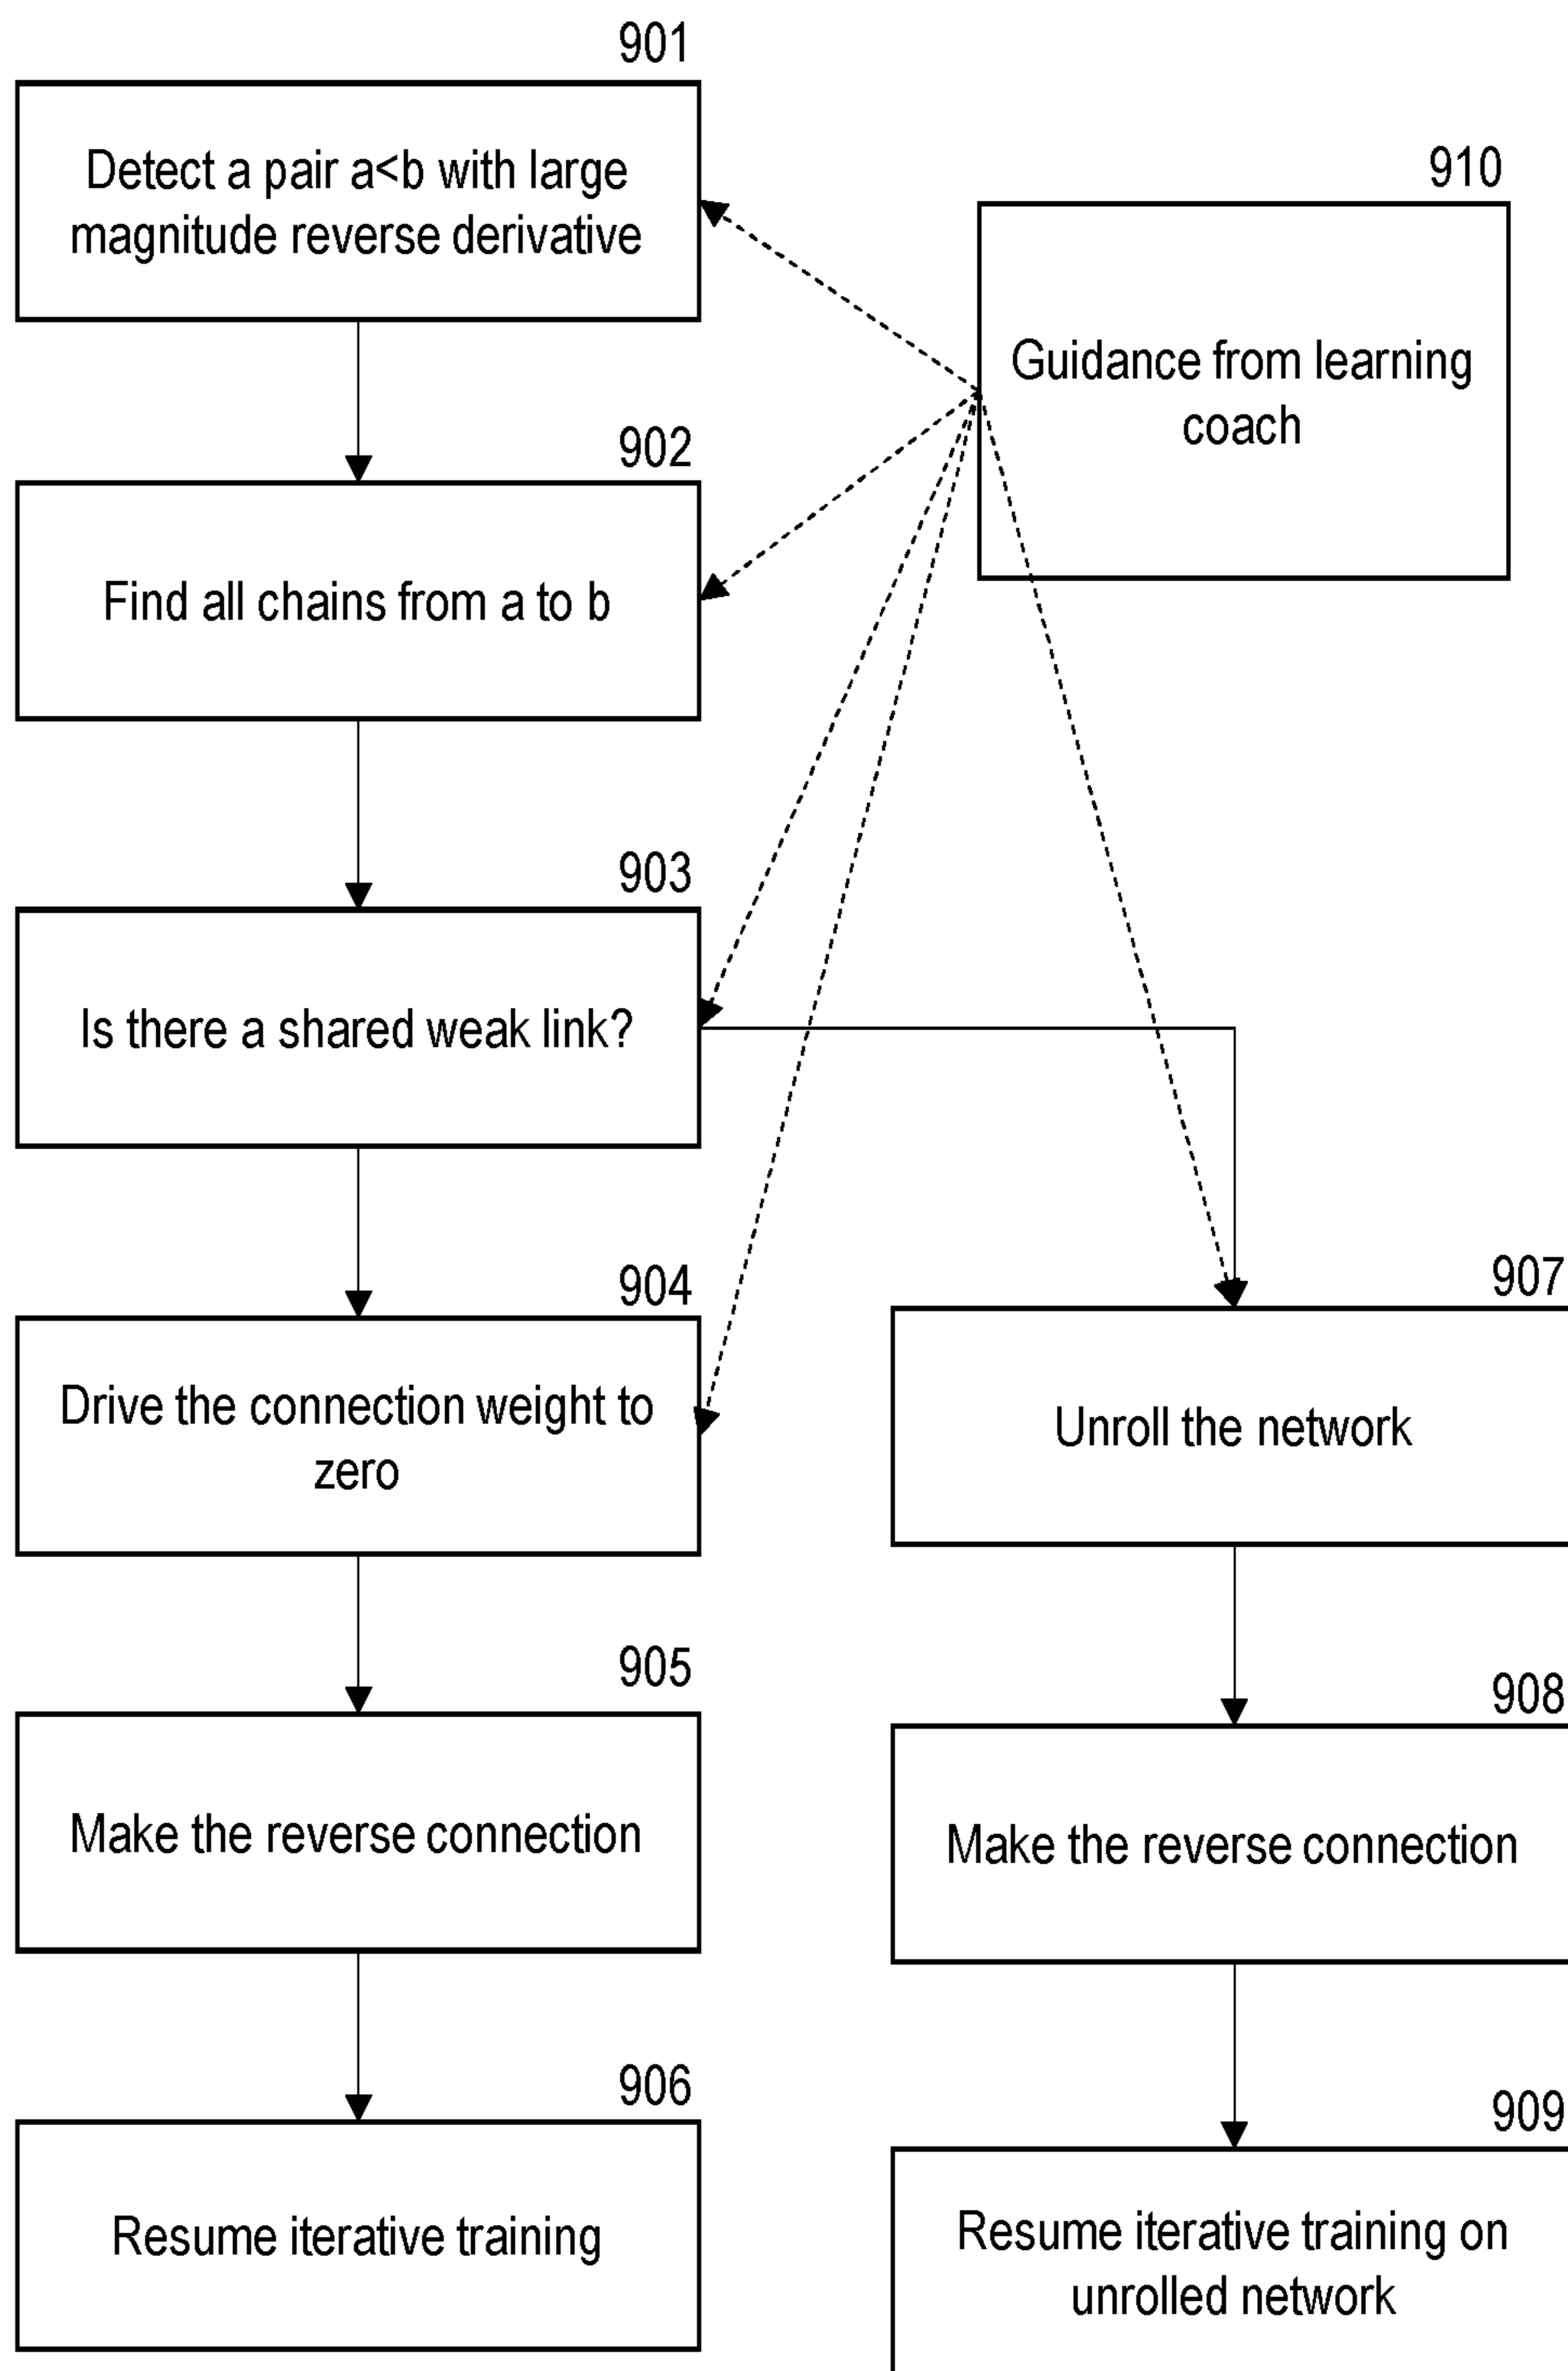 901
Detect a pair a<b with large
magnitude reverse derivative
910
Guidance from learning
coach
902
Find all chains from a to b
903
Is there a shared weak link?
904
Drive the connection weight to
zero
907
Unroll the network
905
Make the reverse connection
908
Make the reverse connection
906
Resume iterative training
909
Resume iterative training on
unrolled network